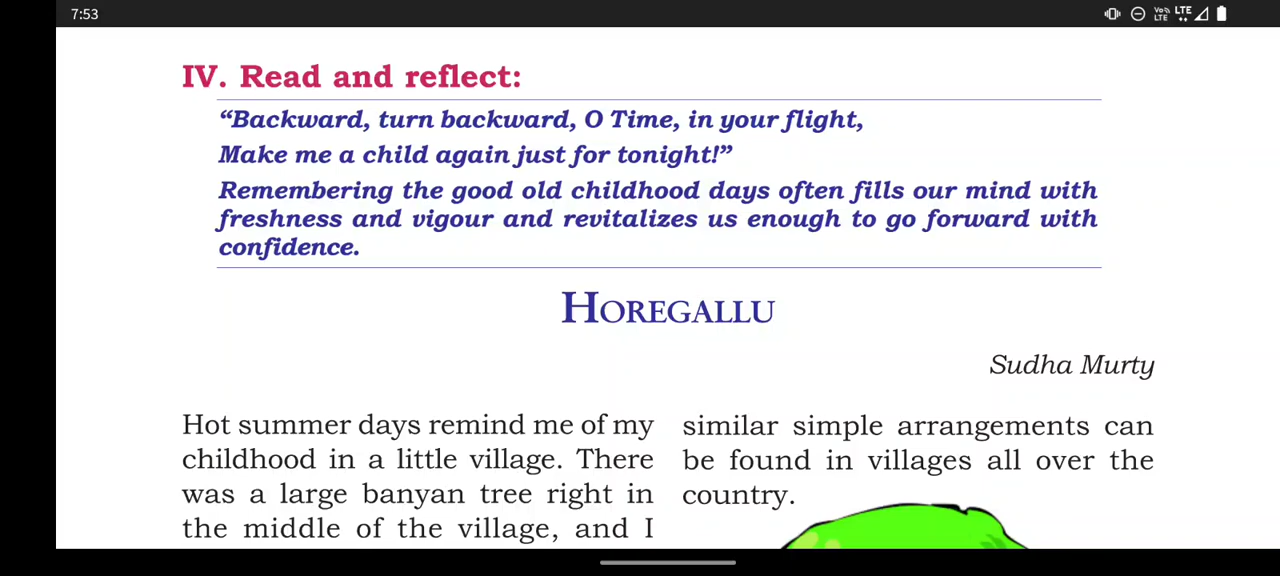 7:53
Vo
LTE
LTE
IV. Read and reflect:
“Backward, turn backward, O Time, in your flight,
Make me a child again just for tonight!”
Remembering the good old childhood days often fills our mind with
freshness and vigour and revitalizes us enough to go forward with
confidence.
HOREGALLU
Sudha Murty
Hot summer days remind me of my
childhood in a little village. There
was a large banyan tree right in
the middle of the village, and I
similar simple arrangements can
be found in villages all over the
country.